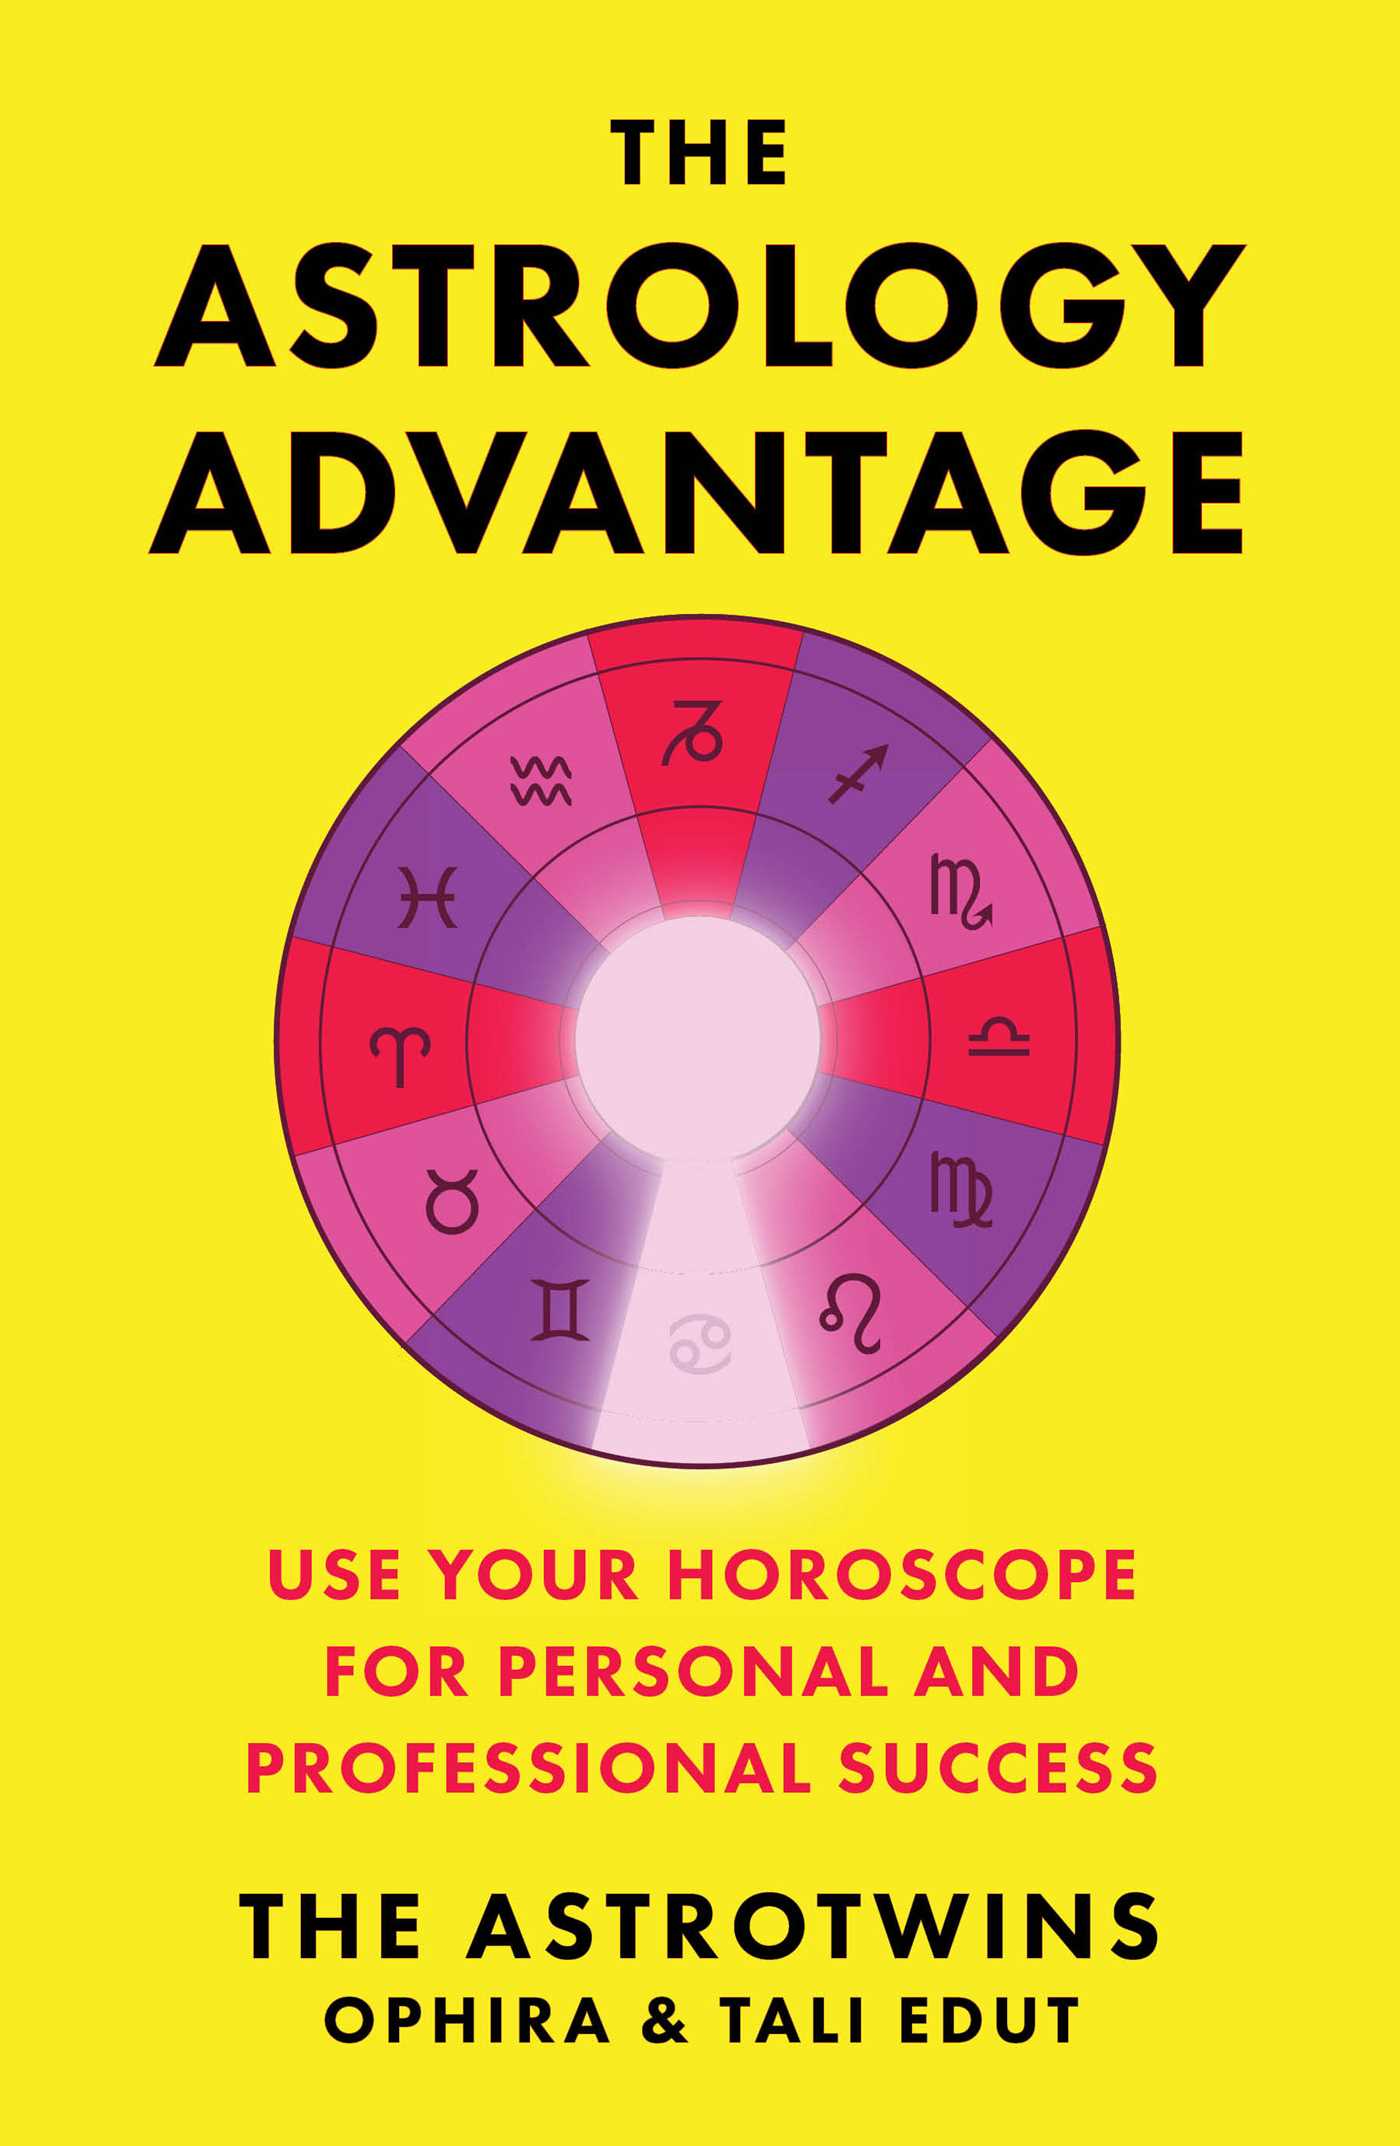 THE
ASTROLOGY
ADVANTAGE
♑
♒
♐
♓
♏
♈
♎
♉
♍
♊
♌
♋
USE YOUR HOROSCOPE
FOR PERSONAL AND
PROFESSIONAL SUCCESS
THE ASTROTWINS
OPHIRA & TALI EDUT